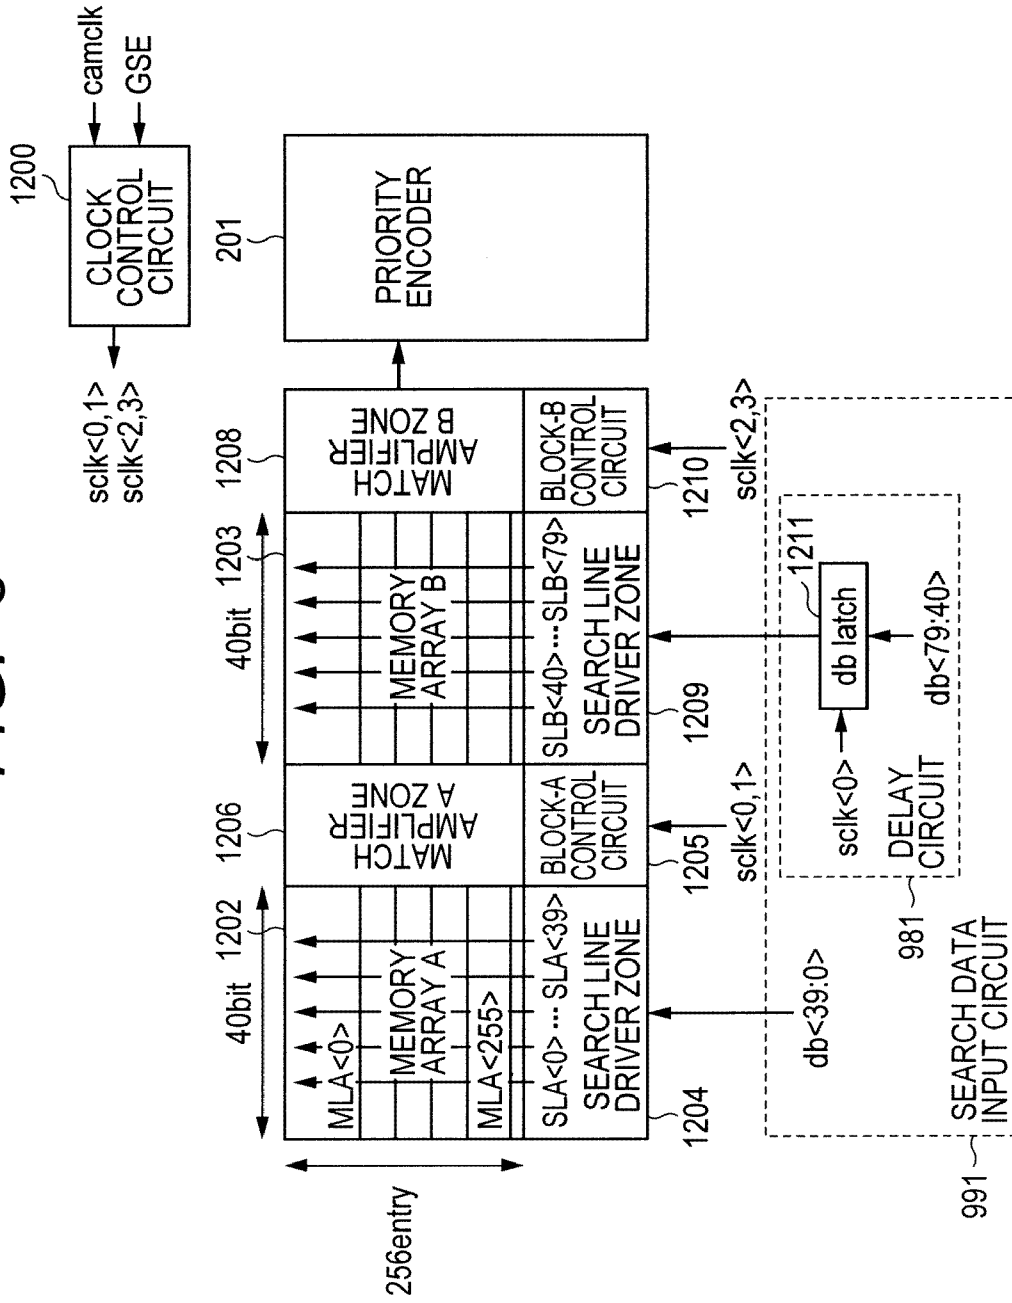 1200
CLOCK
CONTROL
CIRCUIT
camclk
GSE
sclk<0,1>
sclk<2,3>
256entry
40bit
1202
1206
40bit
1203
1208
201
MLA<0>
MEMORY
ARRAY A
MLA<255>
MATCH
AMPLIFIER
A ZONE
MEMORY
ARRAY B
MATCH
AMPLIFIER
B ZONE
PRIORITY
ENCODER
SLA<0> ... SLA<39>
SEARCH LINE
DRIVER ZONE
BLOCK-A
CONTROL
CIRCUIT
SLB<40> ... SLB<79>
SEARCH LINE
DRIVER ZONE
BLOCK-B
CONTROL
CIRCUIT
1204
1205
1209
1210
sclk<0,1>
sclk<2,3>
db<39:0>
sclk<0>
db latch
1211
db<79:40>
DELAY
CIRCUIT
981
SEARCH DATA
INPUT CIRCUIT
991